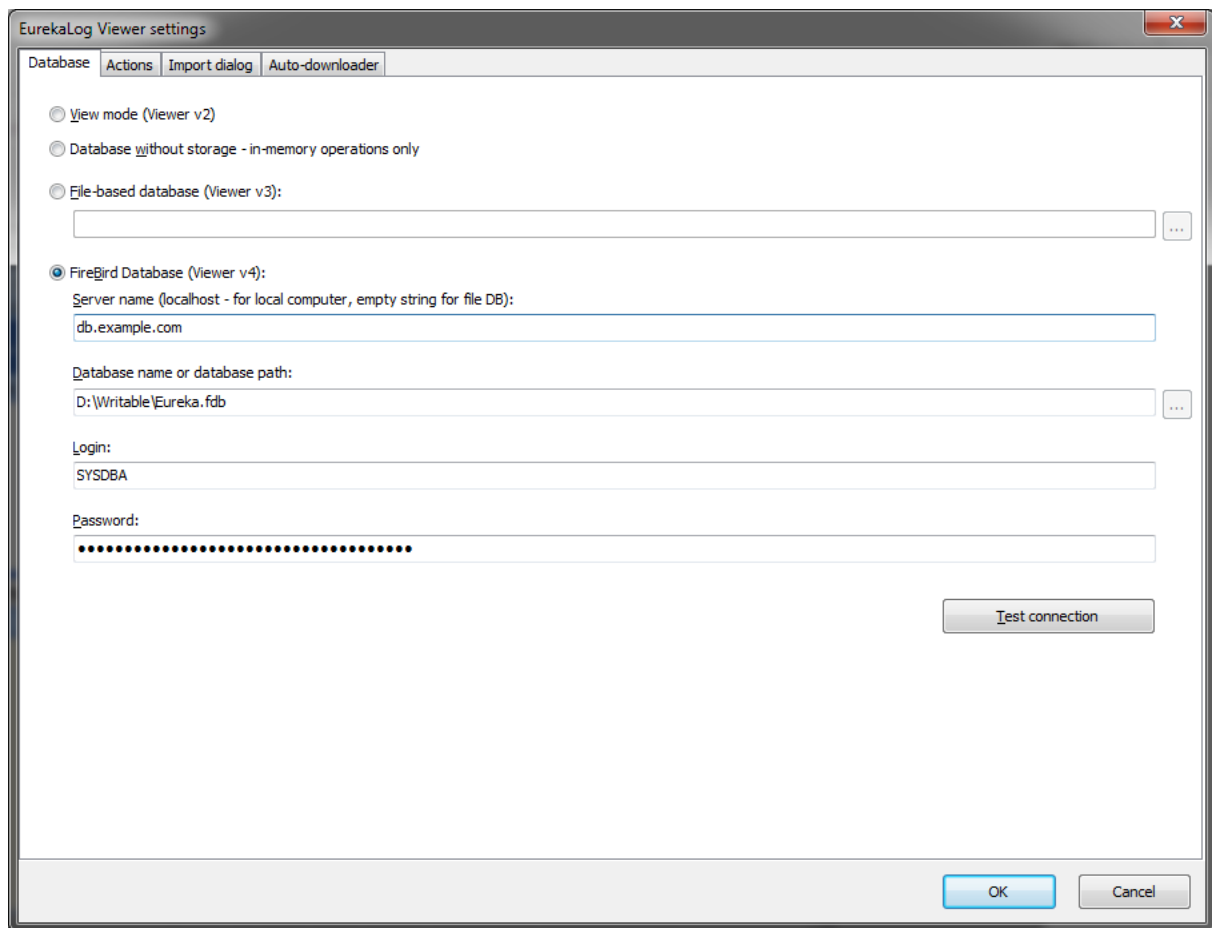 EurekaLog Viewer settings
Database Actions Import dialog Auto-downloader
View mode (Viewer v2)
Database without storage - in-memory operations only
File-based database (Viewer v3):
...
FireBird Database (Viewer v4):
Server name (localhost - for local computer, empty string for file DB):
db.example.com
Database name or database path:
D:\Writable\Eureka.fdb
...
Login:
SYSDBA
Password:
••••••••••••••••••••••••••••••••••••
Test connection
OK Cancel